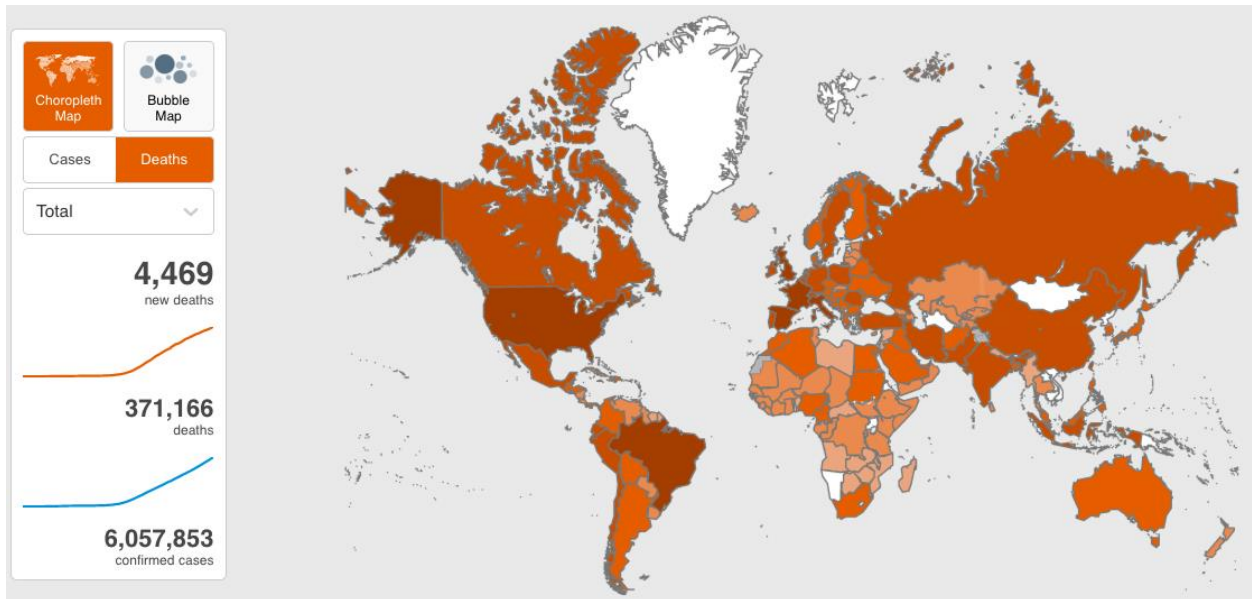 Choropleth
Map
Bubble
Map
Cases
Deaths
Total
4,469
new deaths
371,166
deaths
6,057,853
confirmed cases